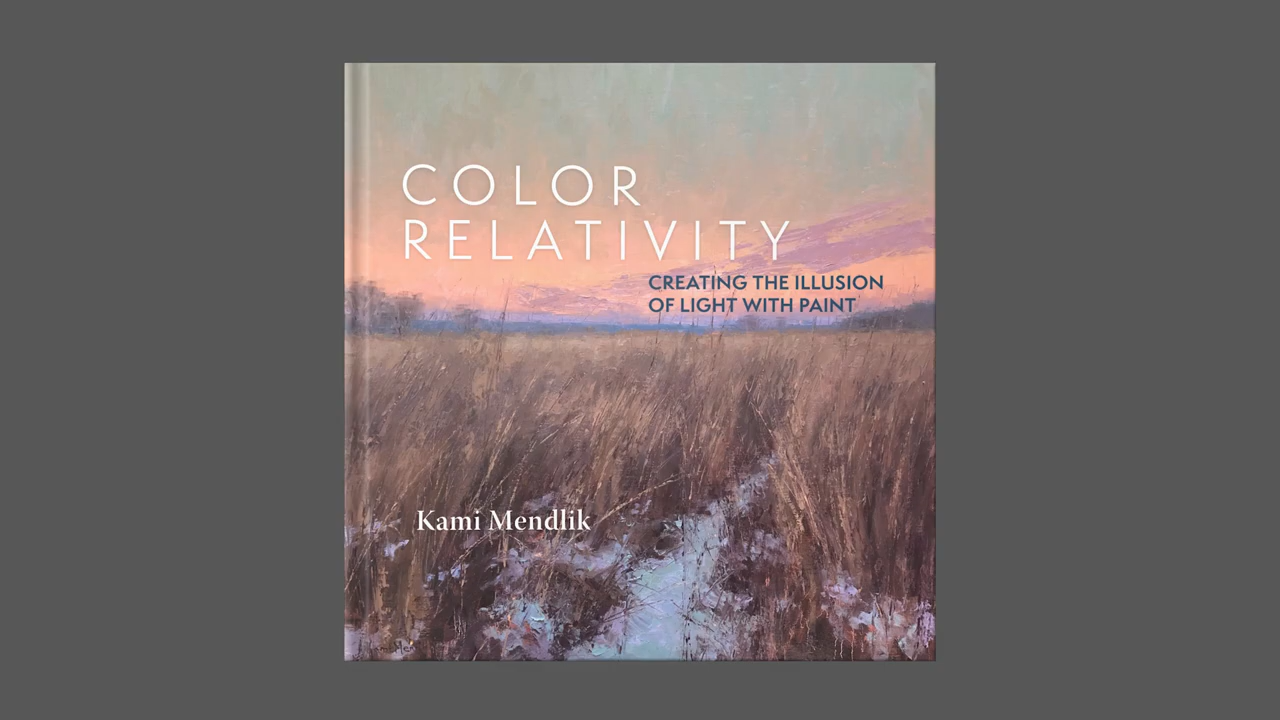 COLOR
RELATIVITY
CREATING THE ILLUSION
OF LIGHT WITH PAINT
Kami Mendlik